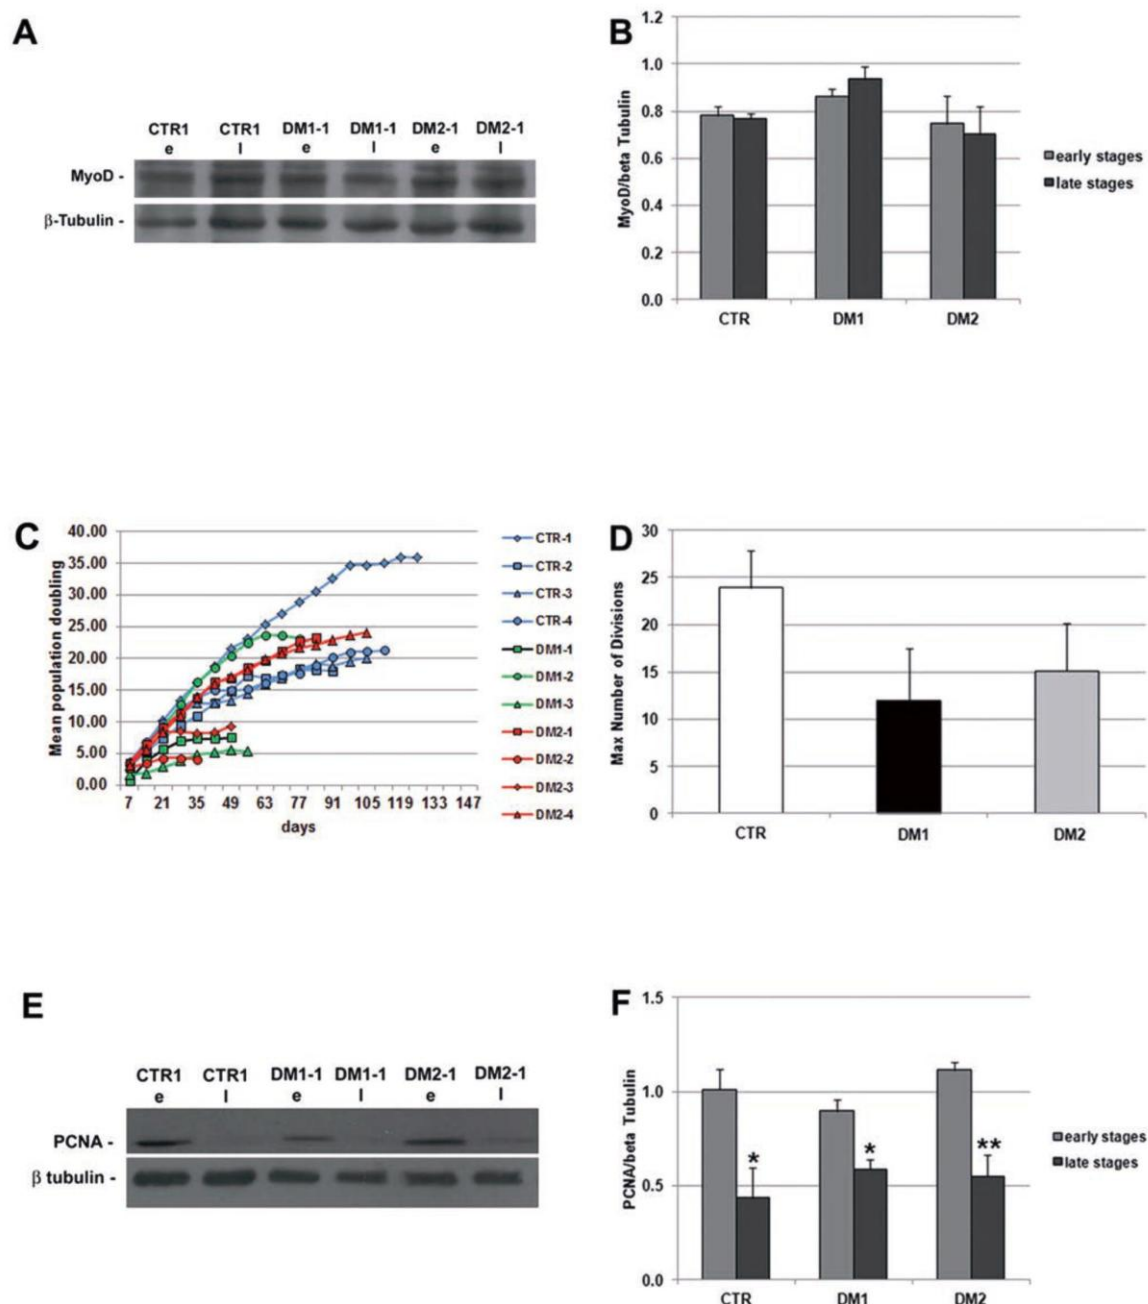 A
CTR1 CTR1 DM1-1 DM1-1 DM2-1 DM2-1
e l e l e l
MyoD -
β-Tubulin -
B
MyoD/beta Tubulin
1.2
1.0
0.8
0.6
0.4
0.2
0.0
CTR DM1 DM2
early stages
late stages
C
Mean population doubling
40.00
35.00
30.00
25.00
20.00
15.00
10.00
5.00
0.00
7 21 35 49 63 77 91 105 119 133 147
days
CTR-1
CTR-2
CTR-3
CTR-4
DM1-1
DM1-2
DM1-3
DM2-1
DM2-2
DM2-3
DM2-4
D
Max Number of Divisions
30
25
20
15
10
5
0
CTR DM1 DM2
E
CTR1 CTR1 DM1-1 DM1-1 DM2-1 DM2-1
e l e l e l
PCNA -
β tubulin -
F
PCNA/beta Tubulin
1.5
1.0
0.5
0.0
* * **
CTR DM1 DM2
early stages
late stages